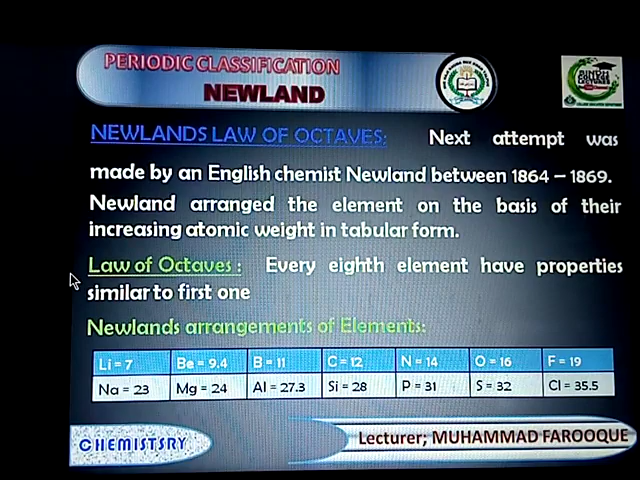 PERIODIC CLASSIFICATION
NEWLAND
NEWLANDS LAW OF OCTAVES: Next attempt was
made by an English chemist Newland between 1864 – 1869.
Newland arranged the element on the basis of their
increasing atomic weight in tabular form.
Law of Octaves : Every eighth element have properties
similar to first one
Newlands arrangements of Elements:
Li = 7 Be = 9.4 B = 11 C = 12 N = 14 O = 16 F = 19
Na = 23 Mg = 24 Al = 27.3 Si = 28 P = 31 S = 32 Cl = 35.5
CHEMISTSRY
Lecturer; MUHAMMAD FAROOQUE